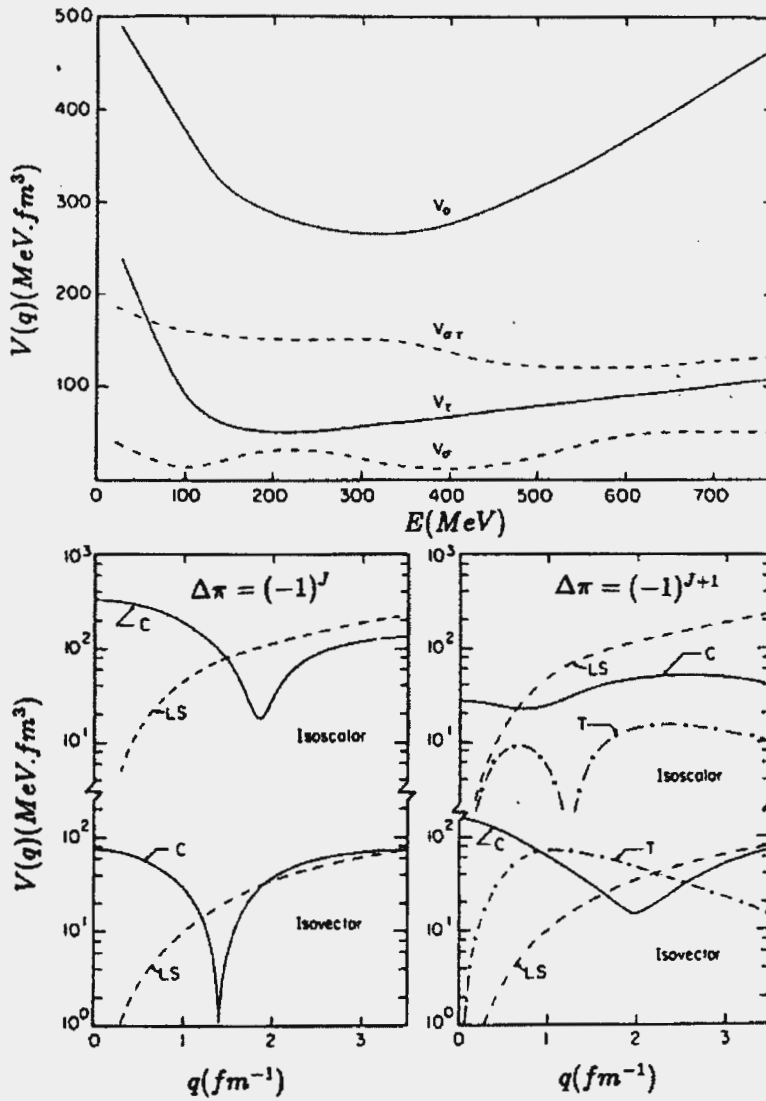 500
400
300
200
100
0 100 200 300 400 500 600 700
V(q)(MeV.fm³)
E(MeV)
V₀
V_στ
V_τ
V_σ
10³
10²
10¹
10²
10¹
10⁰
V(q)(MeV.fm³)
Δπ = (-1)^J
C
LS
Isoscalar
C
LS
Isovector
0 1 2 3
q(fm⁻¹)
10³
10²
10¹
10²
10¹
10⁰
Δπ = (-1)^{J+1}
LS
C
T
Isoscalar
C
T
LS
Isovector
0 1 2 3
q(fm⁻¹)